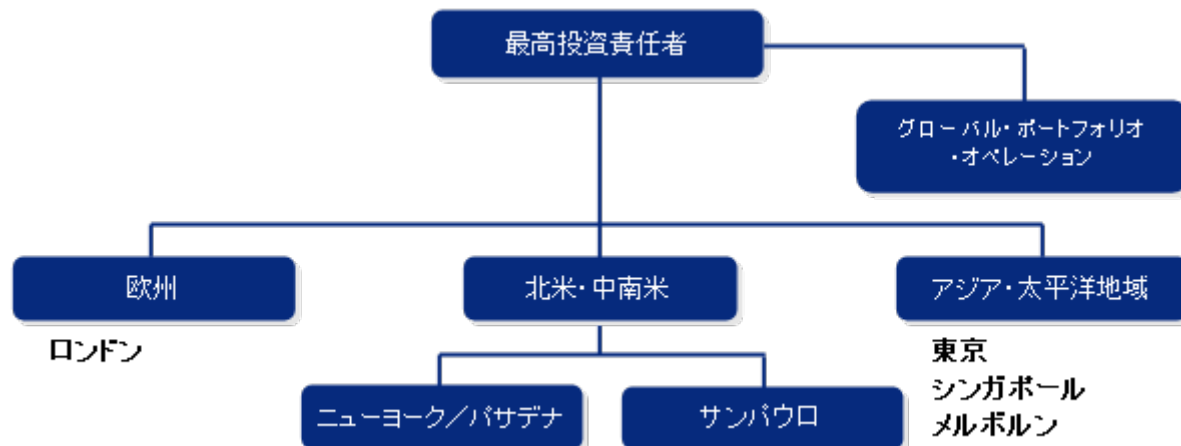 最高投資責任者
グローバル・ポートフォリオ
・オペレーション
欧州
北米・中南米
アジア・太平洋地域
ロンドン
東京
シンガポール
メルボルン
ニューヨーク／パサデナ
サンパウロ